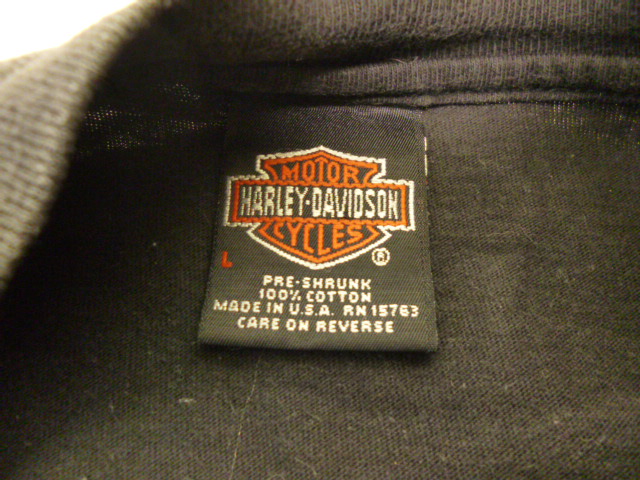 MOTOR
HARLEY-DAVIDSON
CYCLES
L ®
PRE-SHRUNK
100% COTTON
MADE IN U.S.A. RN 15763
CARE ON REVERSE